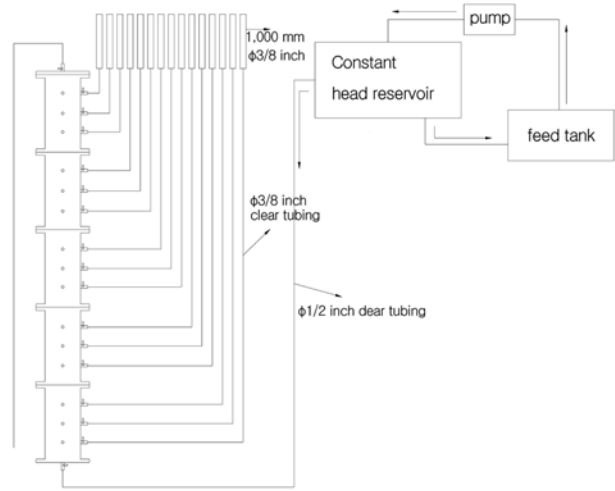 pump
1,000 mm
ϕ3/8 inch
Constant
head reservoir
feed tank
ϕ3/8 inch
clear tubing
ϕ1/2 inch dear tubing